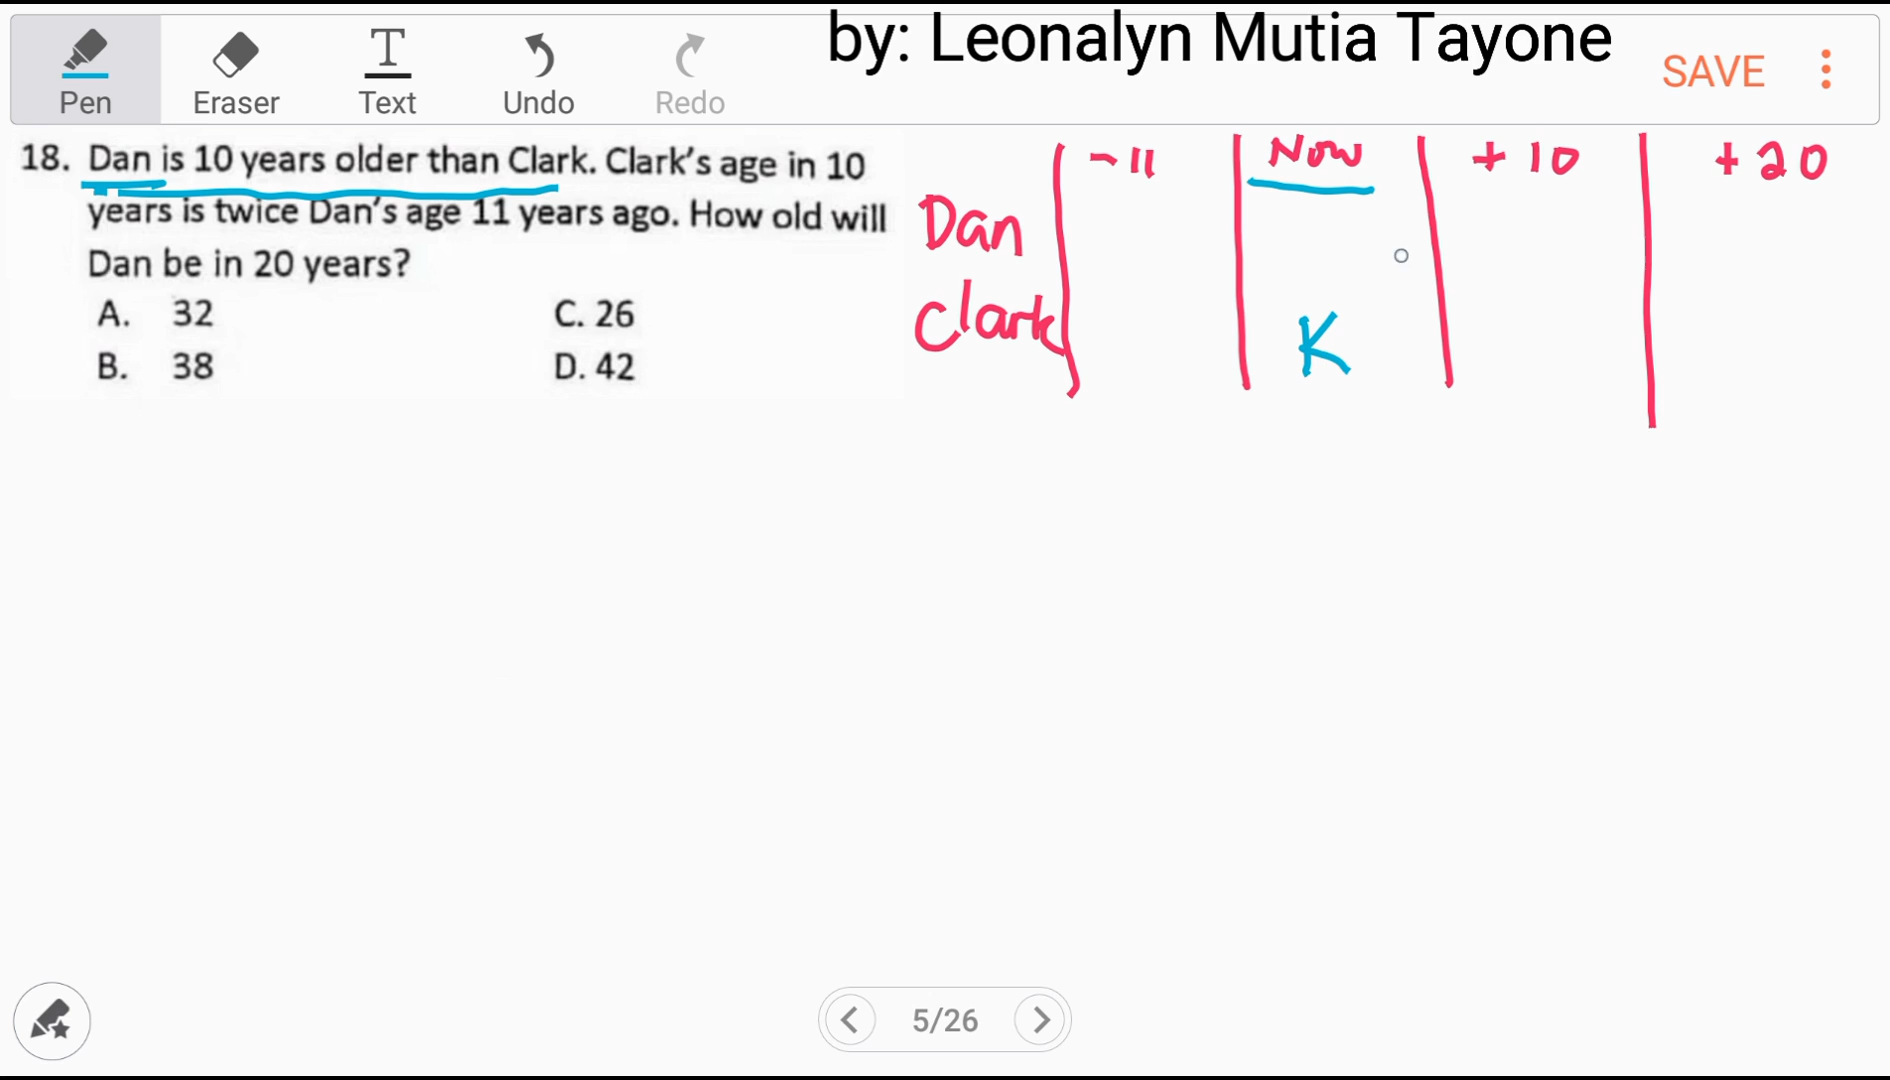 by: Leonalyn Mutia Tayone
Pen Eraser Text Undo Redo SAVE
18. Dan is 10 years older than Clark. Clark's age in 10
years is twice Dan's age 11 years ago. How old will
Dan be in 20 years?
A. 32 C. 26
B. 38 D. 42
-11 Now +10 +20
Dan
Clark K
5/26